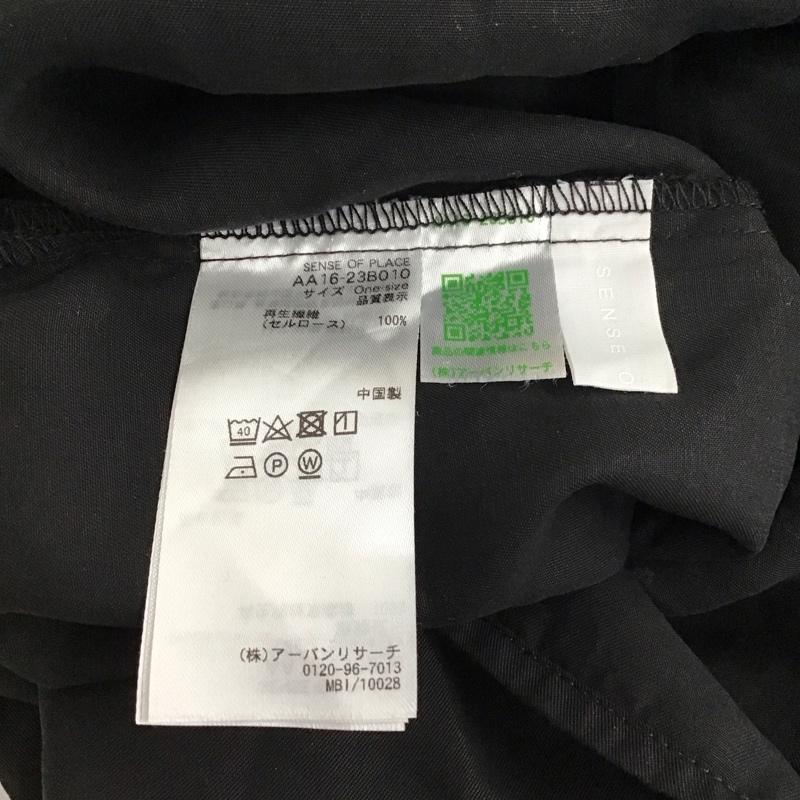 SENSE OF PLACE
AA16-23B010
サイズ One-size
品質表示
再生繊維
(セルロース) 100%
中国製
40
P W
(株)アーバンリサーチ
0120-96-7013
MBI/10028
商品の関連情報はこちら
(株)アーバンリサーチ
SENSE O